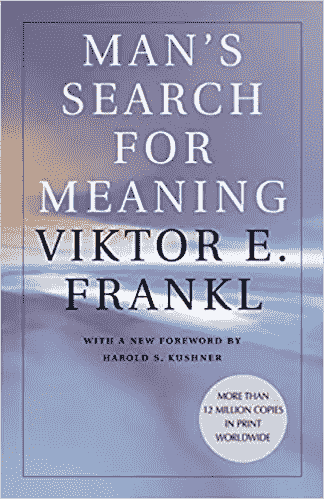 MAN'S
SEARCH
FOR
MEANING
VIKTOR E.
FRANKL
WITH A NEW FOREWORD BY
HAROLD S. KUSHNER
MORE THAN
12 MILLION COPIES
IN PRINT
WORLDWIDE